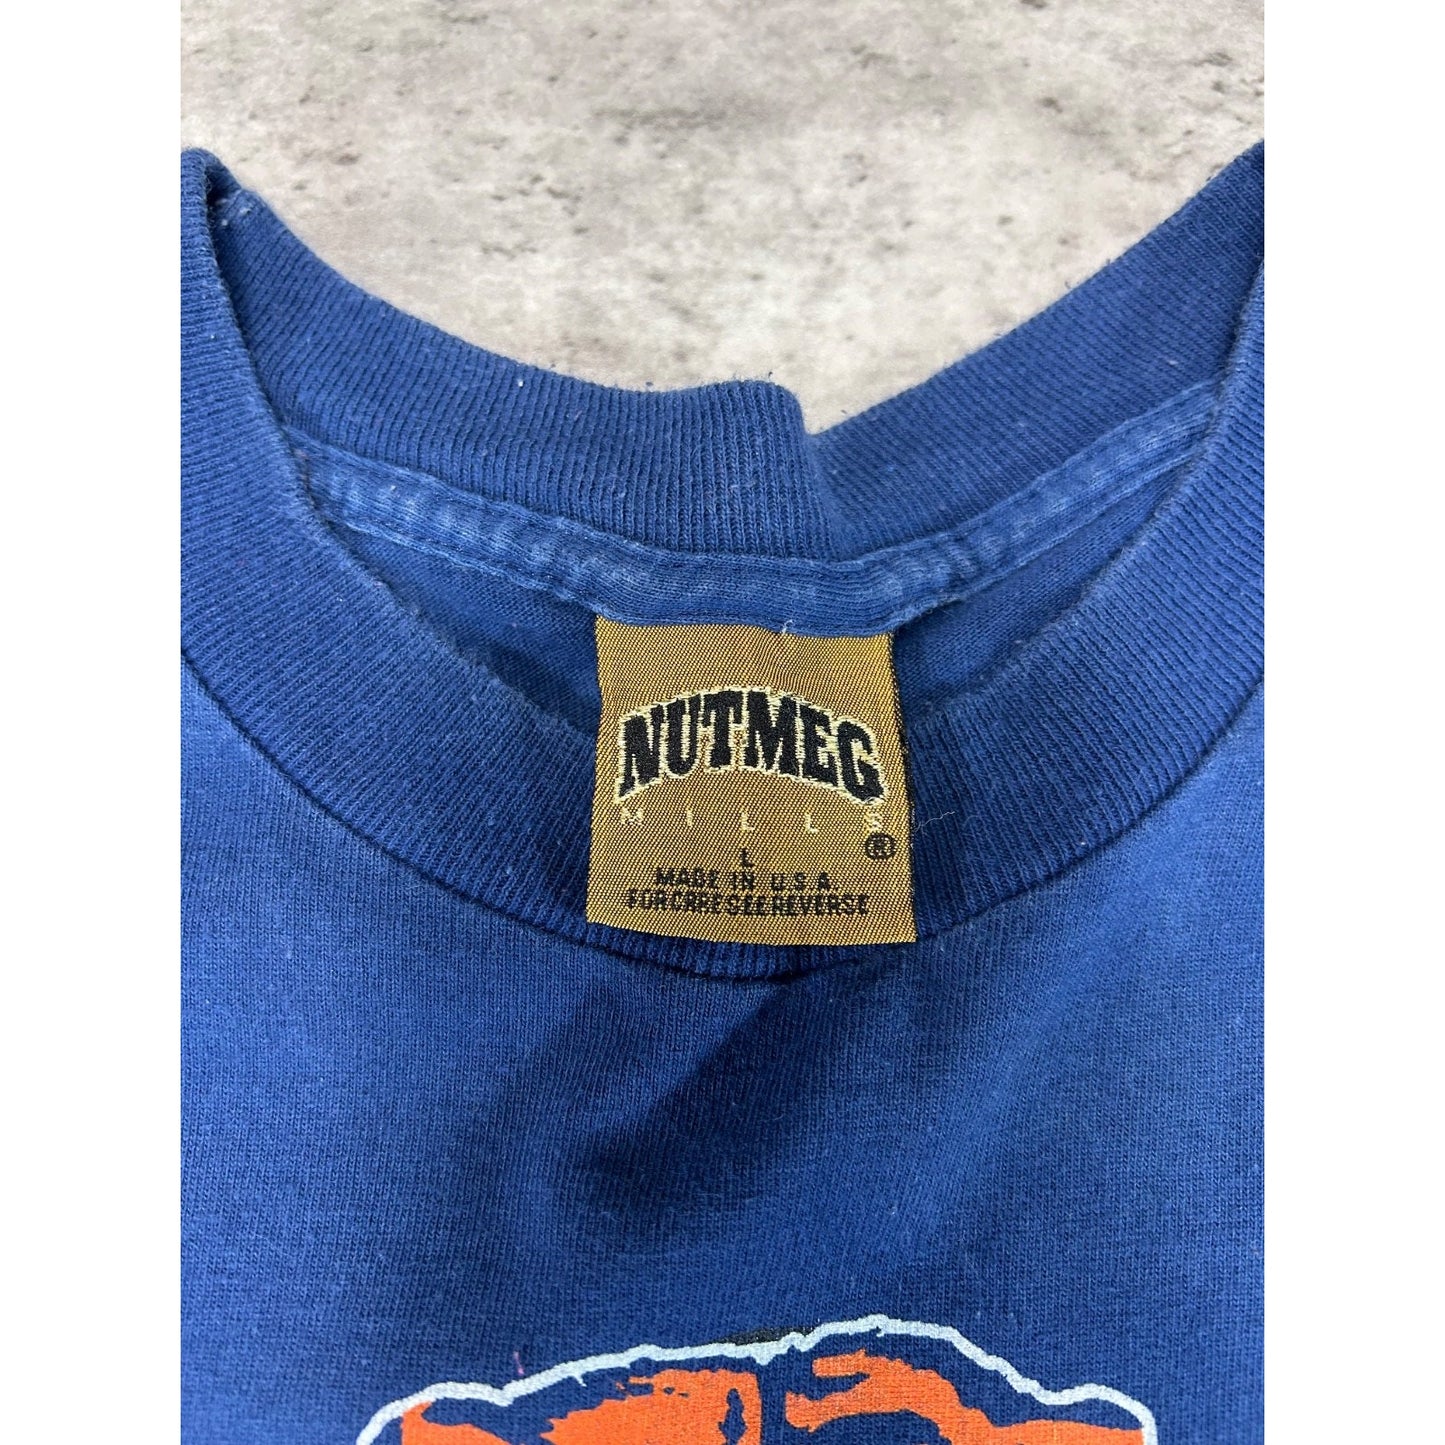 NUTMEG
MILLS
®
L
MADE IN U.S.A.
FOR CARE SEE REVERSE